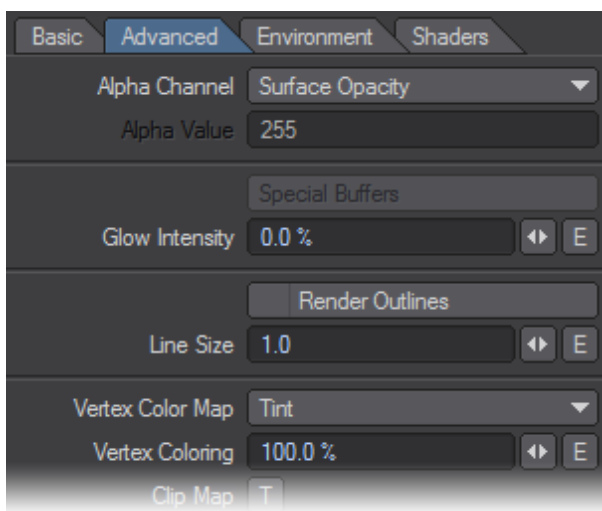 Basic Advanced Environment Shaders
Alpha Channel Surface Opacity
Alpha Value 255
Special Buffers
Glow Intensity 0.0 % E
Render Outlines
Line Size 1.0 E
Vertex Color Map Tint
Vertex Coloring 100.0 % E
Clip Map T